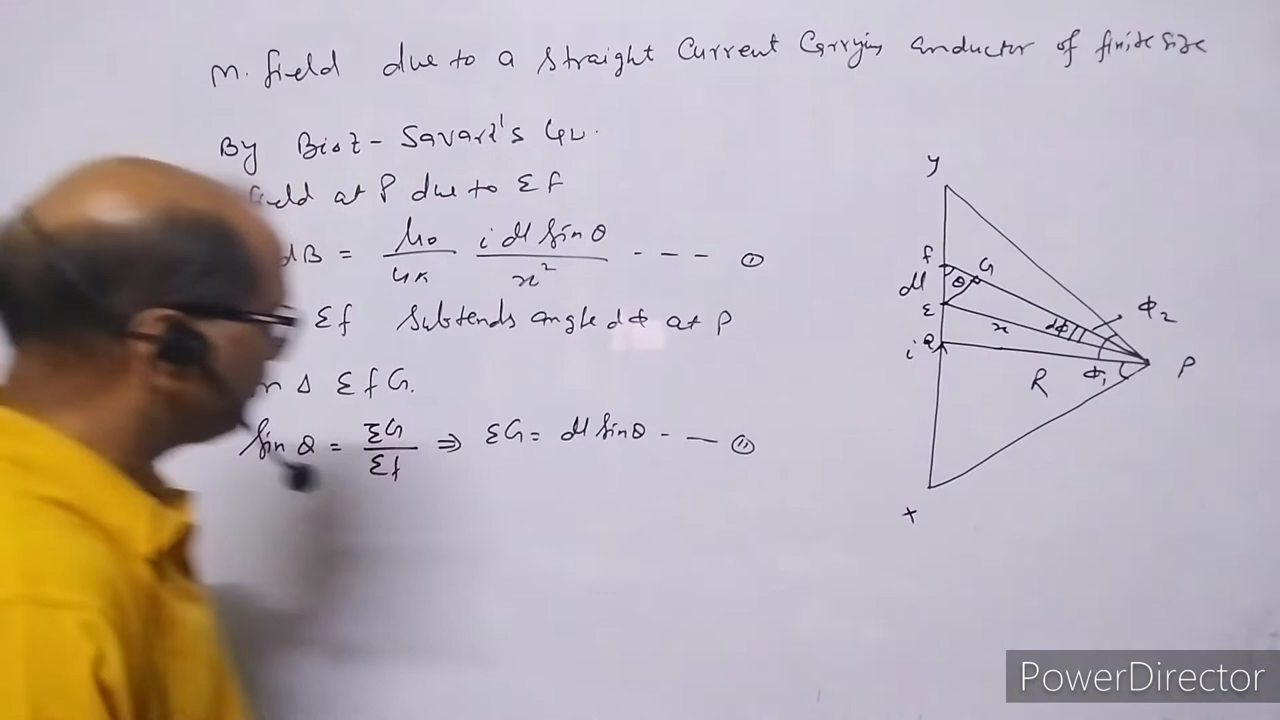 M. field due to a straight Current Carrying Conductor of finite size
By Biot-Savart's law.
field at P due to Ef
dB = μ₀/4π i dl sinθ/x² ---- ①
Ef Subtends angle dϕ at P
Δ EfG.
Sin θ = EG/Ef ⇒ EG = dl sinθ - — ②
y
f
G
dl
θ
E
ϕ₂
x
dϕ
i
Q
R
ϕ₁
P
x
PowerDirector